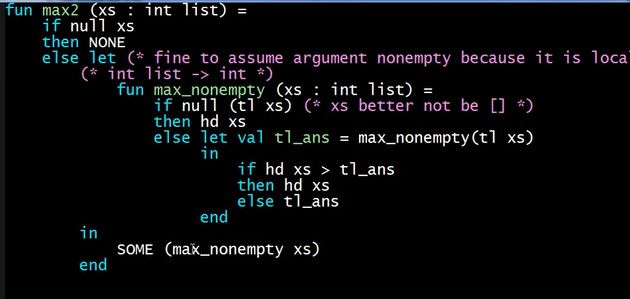 fun max2 (xs : int list) =
if null xs
then NONE
else let (* fine to assume argument nonempty because it is
(* int list -> int *)
fun max_nonempty (xs : int list) =
if null (tl xs) (* xs better not be [] *)
then hd xs
else let val tl_ans = max_nonempty(tl xs)
in
if hd xs > tl_ans
then hd xs
else tl_ans
end
in
SOME (max_nonempty xs)
end